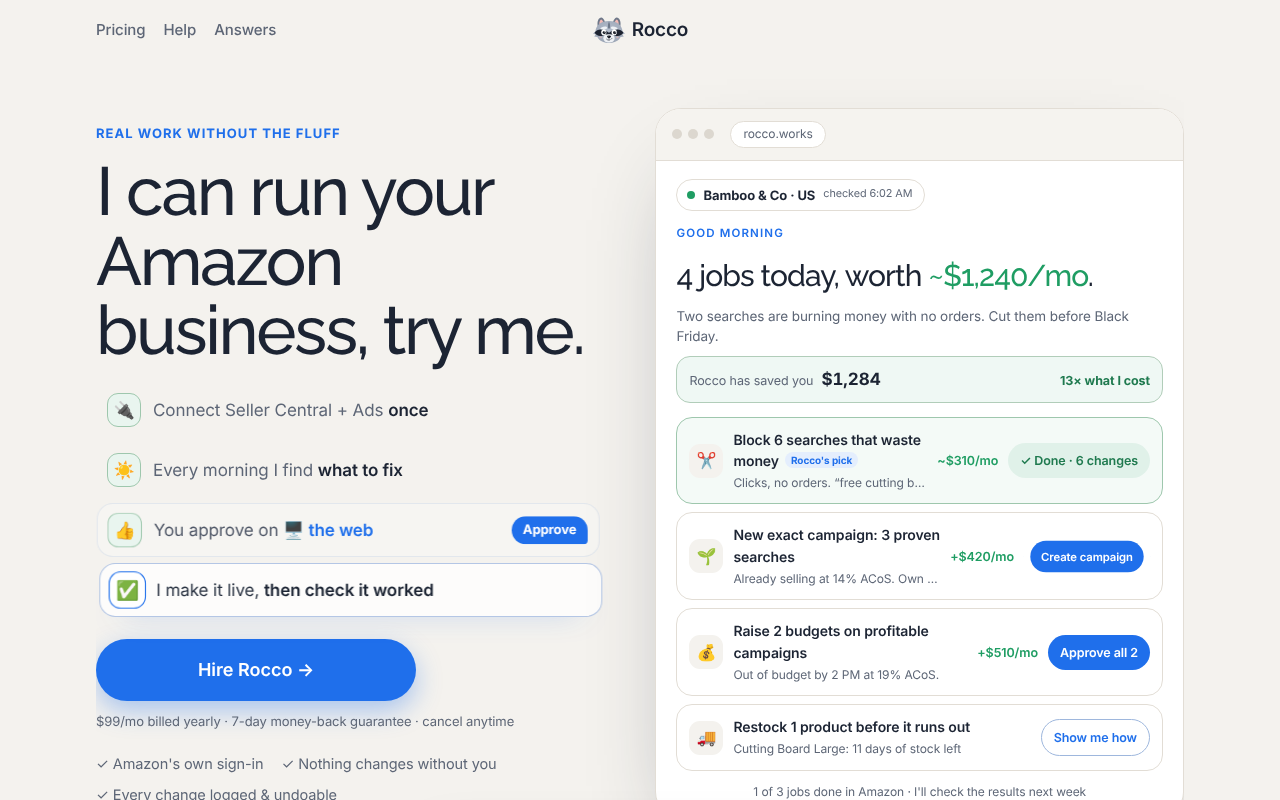 Pricing Help Answers
Rocco
REAL WORK WITHOUT THE FLUFF
I can run your
Amazon
business, try me.
Connect Seller Central + Ads once
Every morning I find what to fix
You approve on the web
Approve
I make it live, then check it worked
Hire Rocco →
$99/mo billed yearly · 7-day money-back guarantee · cancel anytime
✓ Amazon's own sign-in ✓ Nothing changes without you
✓ Every change logged & undoable
rocco.works
Bamboo & Co · US checked 6:02 AM
GOOD MORNING
4 jobs today, worth ~$1,240/mo.
Two searches are burning money with no orders. Cut them before Black
Friday.
Rocco has saved you $1,284
13× what I cost
Block 6 searches that waste
money Rocco's pick
Clicks, no orders. “free cutting b…
~$310/mo
✓ Done · 6 changes
New exact campaign: 3 proven
searches
Already selling at 14% ACoS. Own …
+$420/mo
Create campaign
Raise 2 budgets on profitable
campaigns
Out of budget by 2 PM at 19% ACoS.
+$510/mo
Approve all 2
Restock 1 product before it runs out
Cutting Board Large: 11 days of stock left
Show me how
1 of 3 jobs done in Amazon · I'll check the results next week